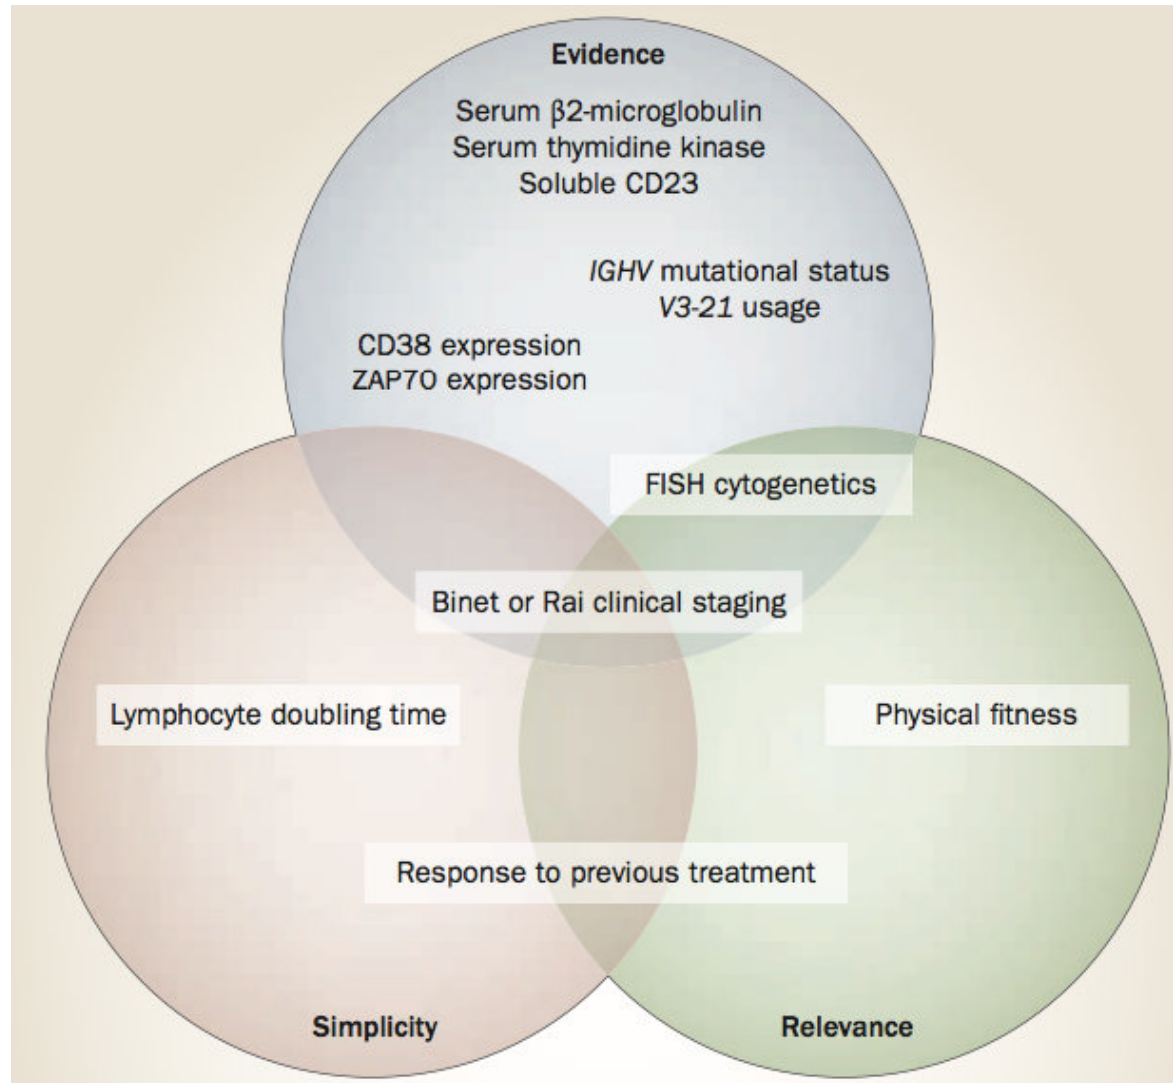 Evidence
Serum β2-microglobulin
Serum thymidine kinase
Soluble CD23
IGHV mutational status
V3-21 usage
CD38 expression
ZAP70 expression
FISH cytogenetics
Binet or Rai clinical staging
Lymphocyte doubling time
Physical fitness
Response to previous treatment
Simplicity
Relevance